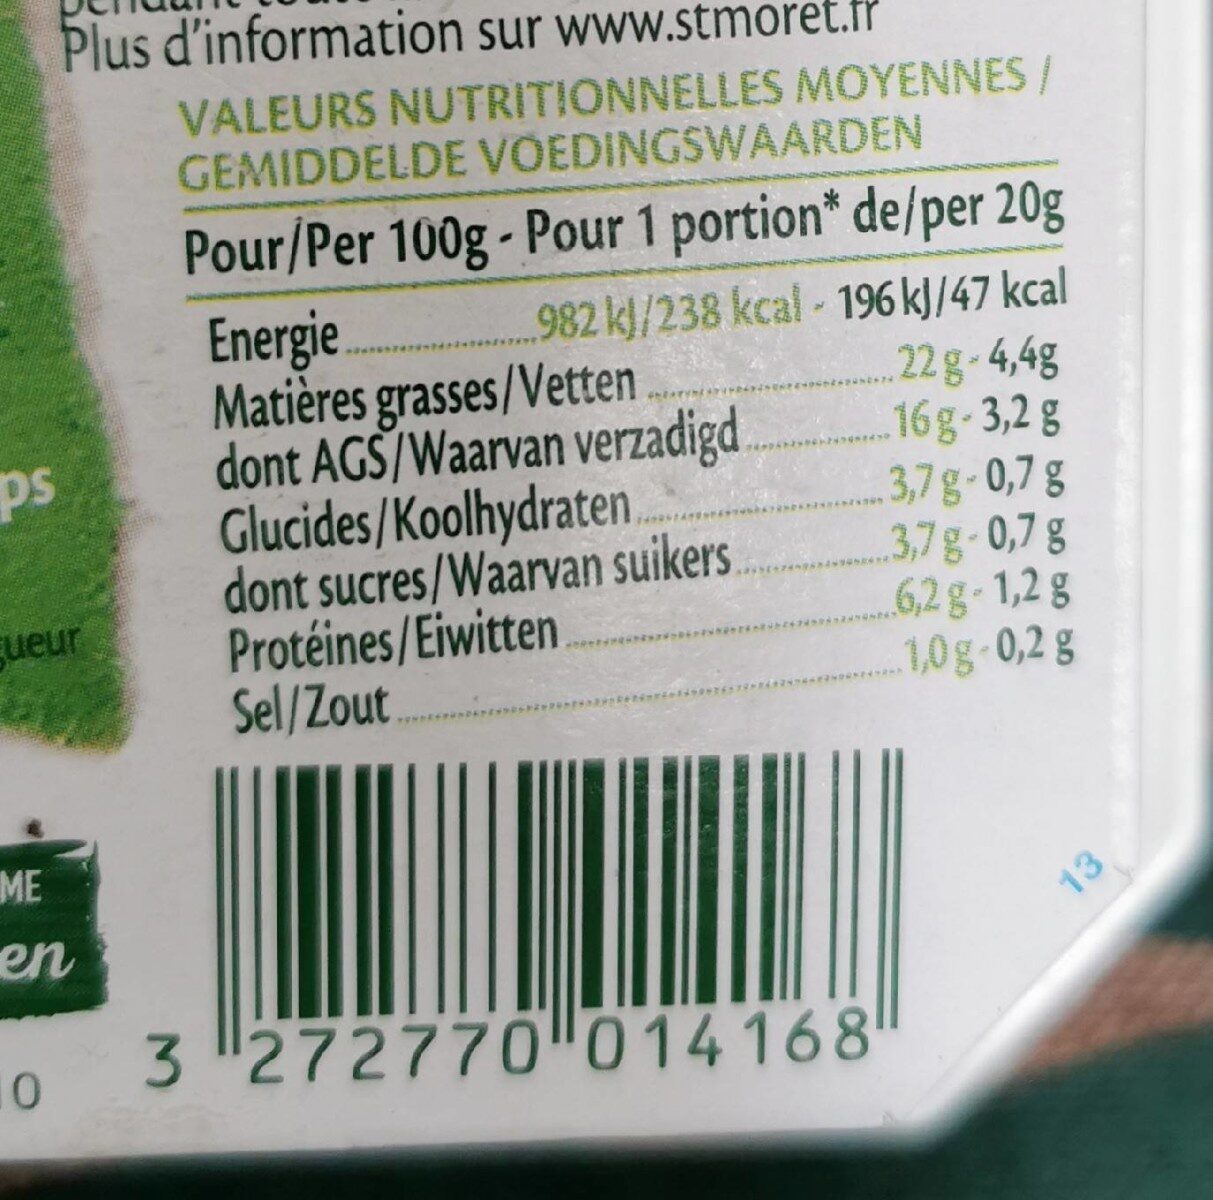 Plus d'information sur www.stmoret.fr
VALEURS NUTRITIONNELLES MOYENNES /
GEMIDDELDE VOEDINGSWAARDEN
Pour/Per 100g - Pour 1 portion* de/per 20g
Energie 982 kJ/238 kcal - 196 kJ/47 kcal
Matières grasses/Vetten 22 g - 4,4g
dont AGS/Waarvan verzadigd 16 g - 3,2 g
Glucides/Koolhydraten 3,7 g - 0,7 g
dont sucres/Waarvan suikers 3,7 g - 0,7 g
Protéines/Eiwitten 6,2 g - 1,2 g
Sel/Zout 1,0 g - 0,2 g
ps
gueur
ME
en
13
3 272770 014168